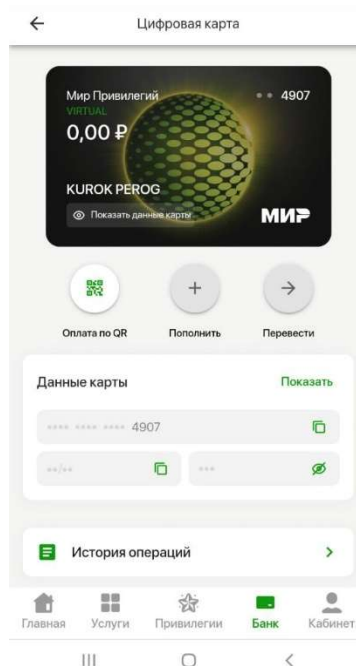 Цифровая карта
Мир Привилегий •• 4907
VIRTUAL
0,00 ₽
KUROK PEROG
Показать данные карты
МИР
Оплата по QR Пополнить Перевести
Данные карты Показать
•••• •••• •••• 4907
••/•• •••
История операций
Главная Услуги Привилегии Банк Кабинет